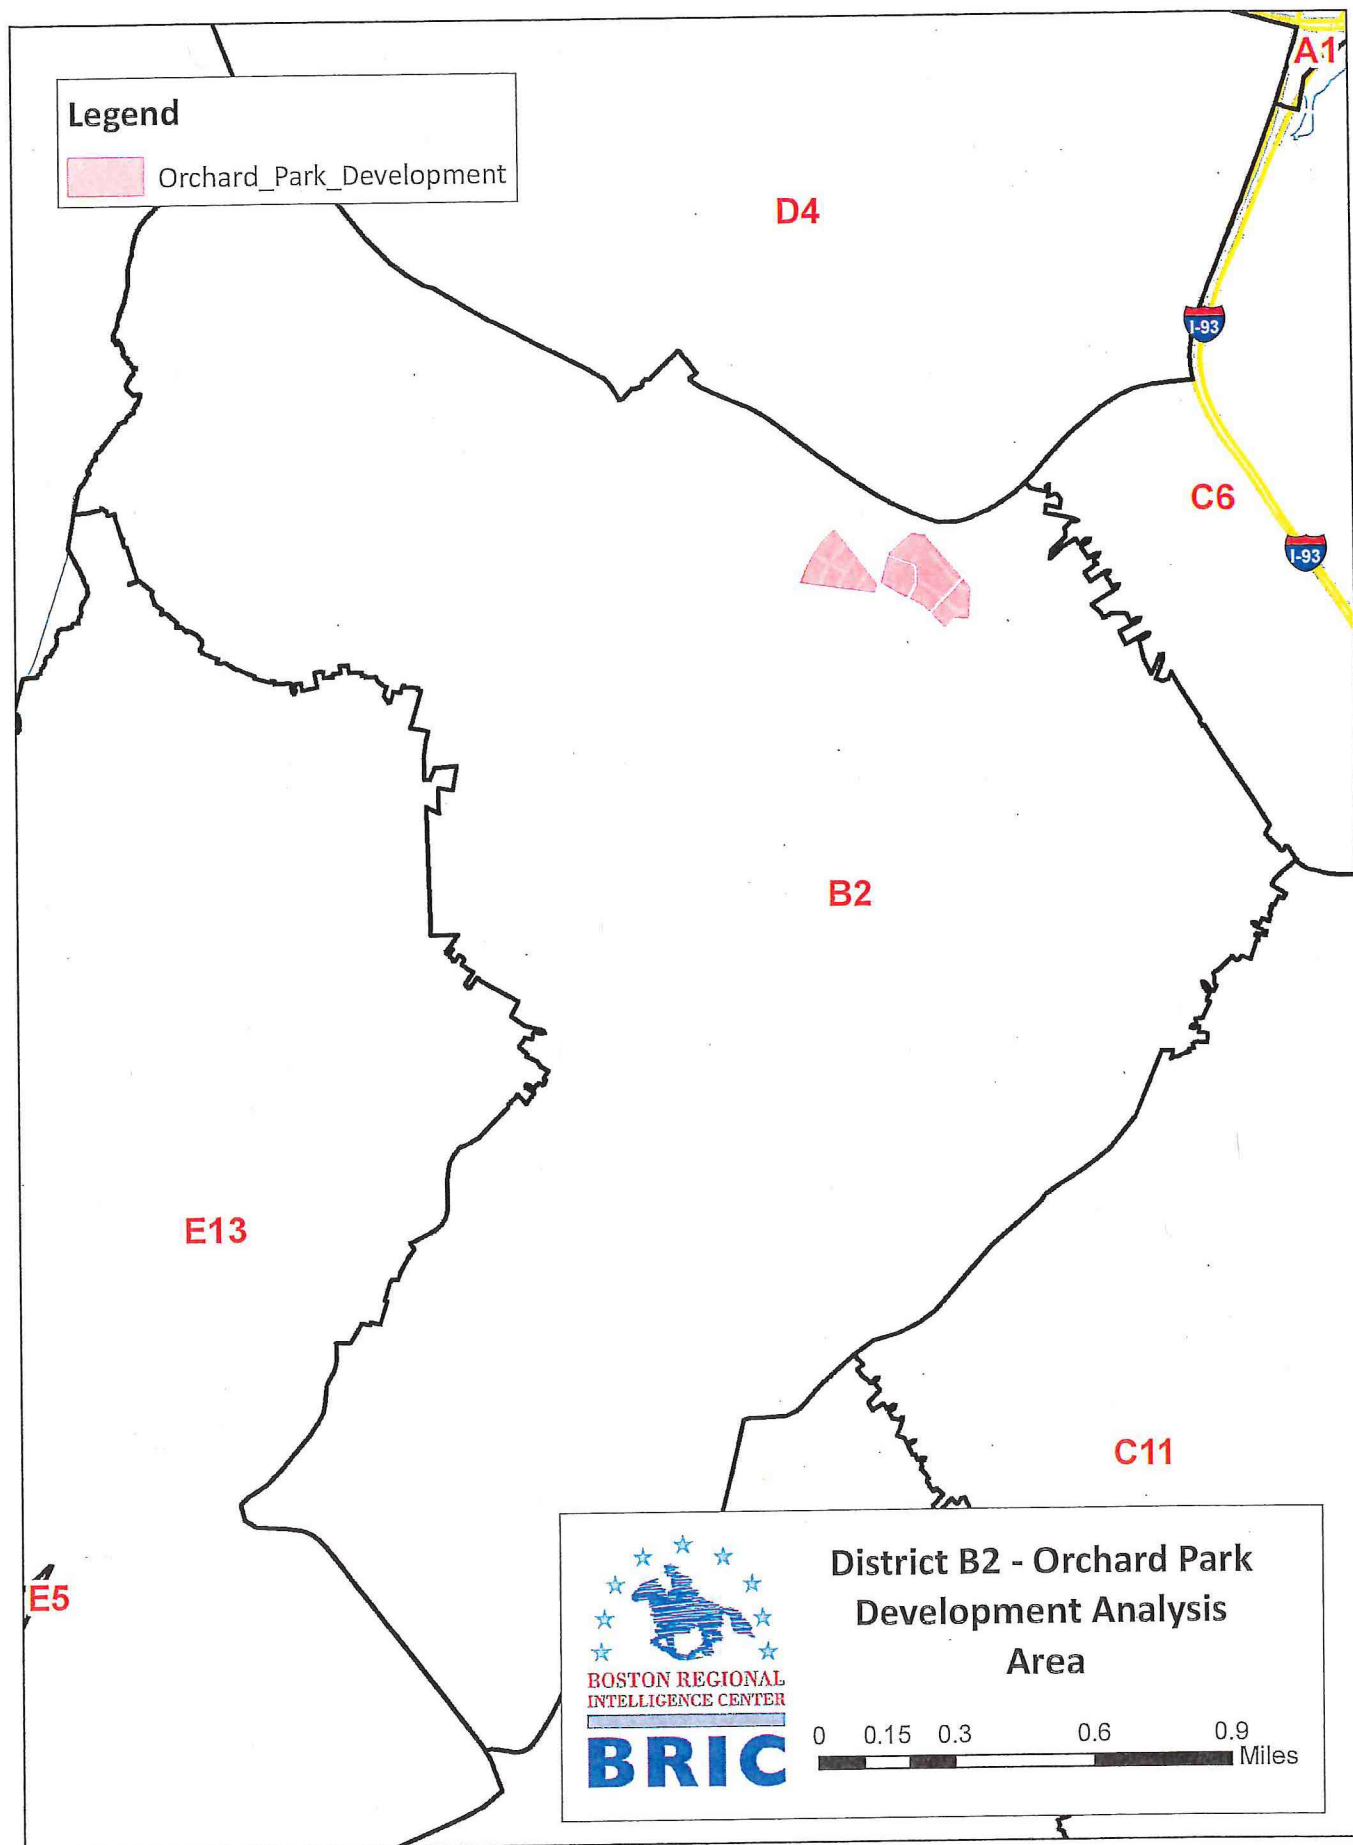 A1
Legend
Orchard_Park_Development
D4
I-93
C6
I-93
B2
E13
C11
E5
District B2 - Orchard Park
Development Analysis
Area
BOSTON REGIONAL
INTELLIGENCE CENTER
BRIC
0 0.15 0.3 0.6 0.9
Miles